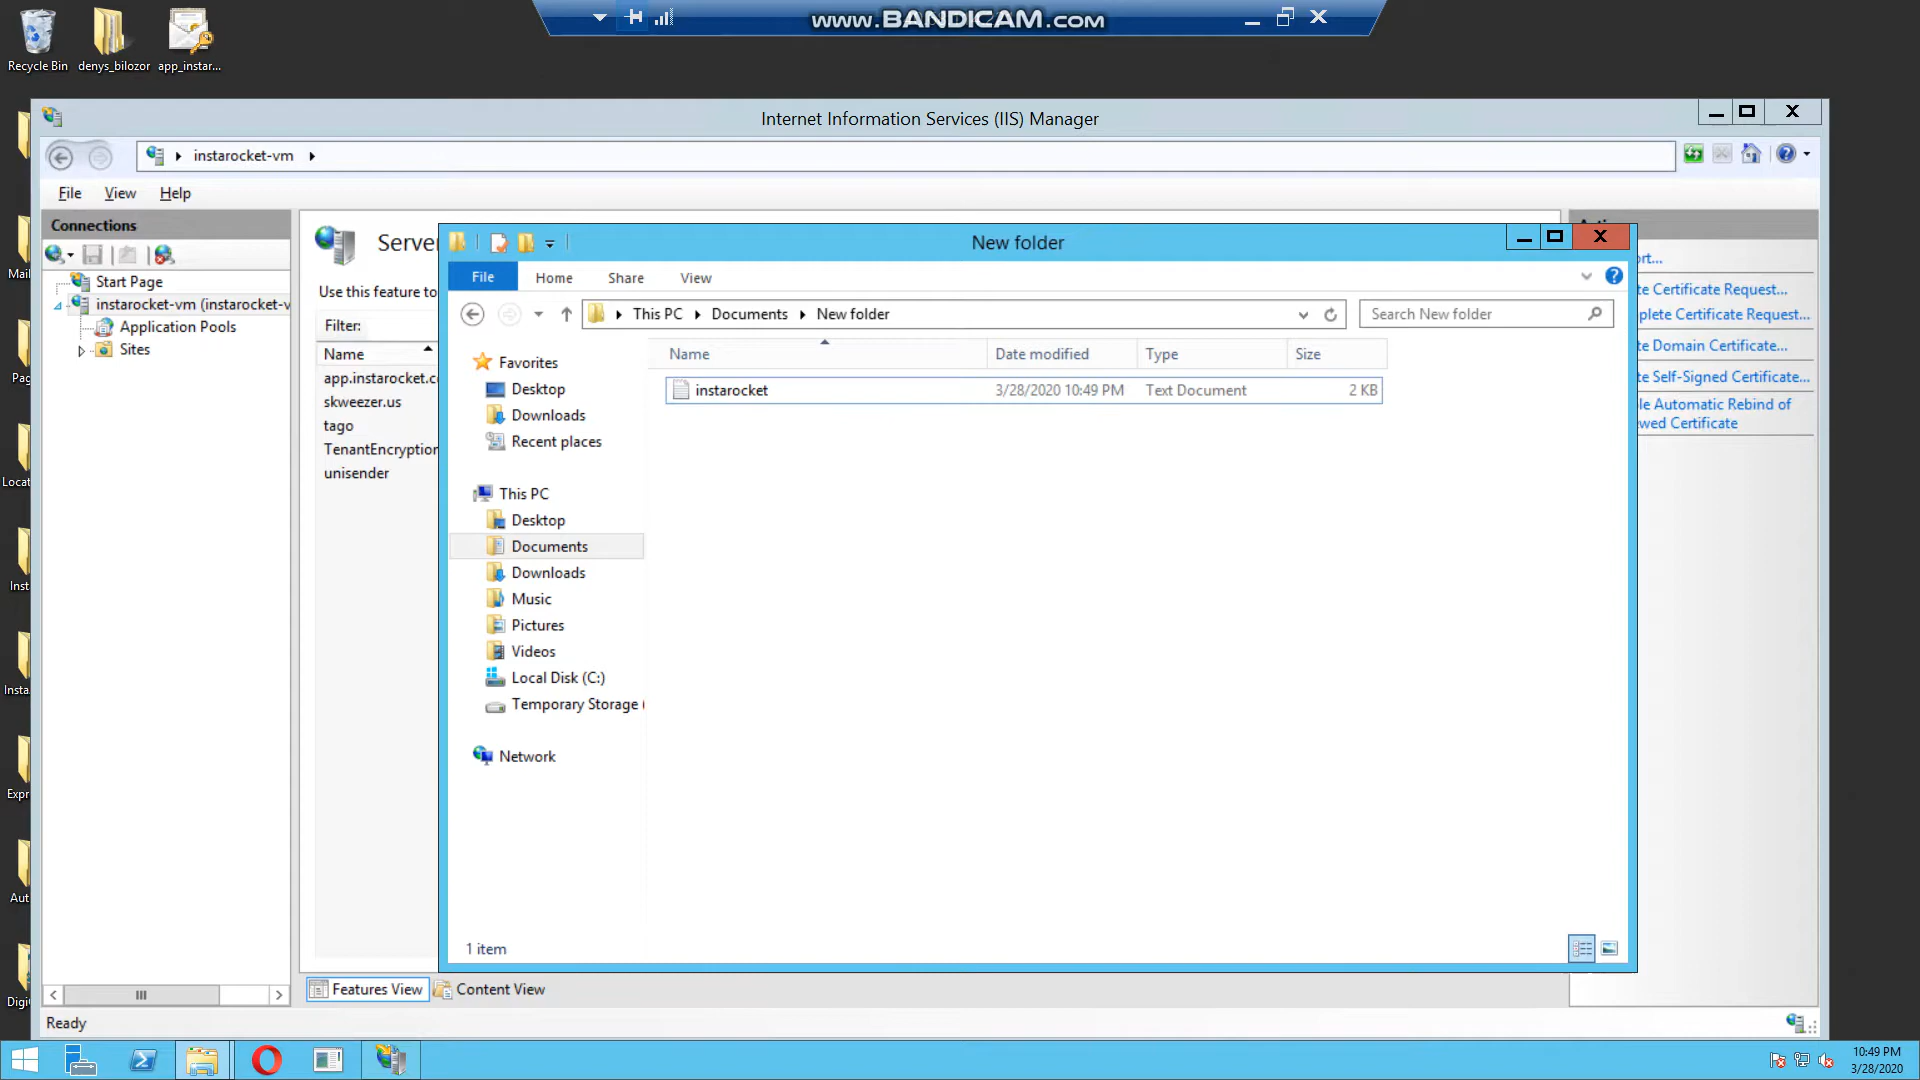 www.BANDICAM.com
Recycle Bin
denys_bilozor
app_instar...
Internet Information Services (IIS) Manager
instarocket-vm
File
View
Help
Connections
Start Page
instarocket-vm (instarocket-v
Application Pools
Sites
Mail
Pag
Locat
Inst
Insta
Expr
Aut
Digi
Serve
Use this feature to
Filter:
Name
app.instarocket.c
skweezer.us
tago
TenantEncryption
unisender
New folder
File
Home
Share
View
This PC
Documents
New folder
Search New folder
Favorites
Desktop
Downloads
Recent places
This PC
Desktop
Documents
Downloads
Music
Pictures
Videos
Local Disk (C:)
Temporary Storage (
Network
Name
Date modified
Type
Size
instarocket
3/28/2020 10:49 PM
Text Document
2 KB
1 item
ort...
te Certificate Request...
plete Certificate Request...
te Domain Certificate...
te Self-Signed Certificate...
le Automatic Rebind of
wed Certificate
Features View
Content View
Ready
10:49 PM
3/28/2020